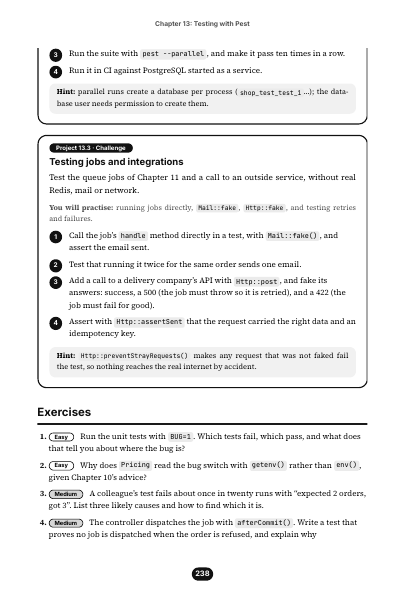 Chapter 13: Testing with Pest
3 Run the suite with pest --parallel, and make it pass ten times in a row.
4 Run it in CI against PostgreSQL started as a service.
Hint: parallel runs create a database per process ( shop_test_test_1 …); the data-
base user needs permission to create them.
Project 13.3 · Challenge
Testing jobs and integrations
Test the queue jobs of Chapter 11 and a call to an outside service, without real
Redis, mail or network.
You will practise: running jobs directly, Mail::fake, Http::fake, and testing retries
and failures.
1 Call the job’s handle method directly in a test, with Mail::fake(), and
assert the email sent.
2 Test that running it twice for the same order sends one email.
3 Add a call to a delivery company’s API with Http::post, and fake its
answers: success, a 500 (the job must throw so it is retried), and a 422 (the
job must fail for good).
4 Assert with Http::assertSent that the request carried the right data and an
idempotency key.
Hint: Http::preventStrayRequests() makes any request that was not faked fail
the test, so nothing reaches the real internet by accident.
Exercises
1. Easy Run the unit tests with BUG=1. Which tests fail, which pass, and what does
that tell you about where the bug is?
2. Easy Why does Pricing read the bug switch with getenv() rather than env(),
given Chapter 10’s advice?
3. Medium A colleague’s test fails about once in twenty runs with “expected 2 orders,
got 3”. List three likely causes and how to find which it is.
4. Medium The controller dispatches the job with afterCommit(). Write a test that
proves no job is dispatched when the order is refused, and explain why
238